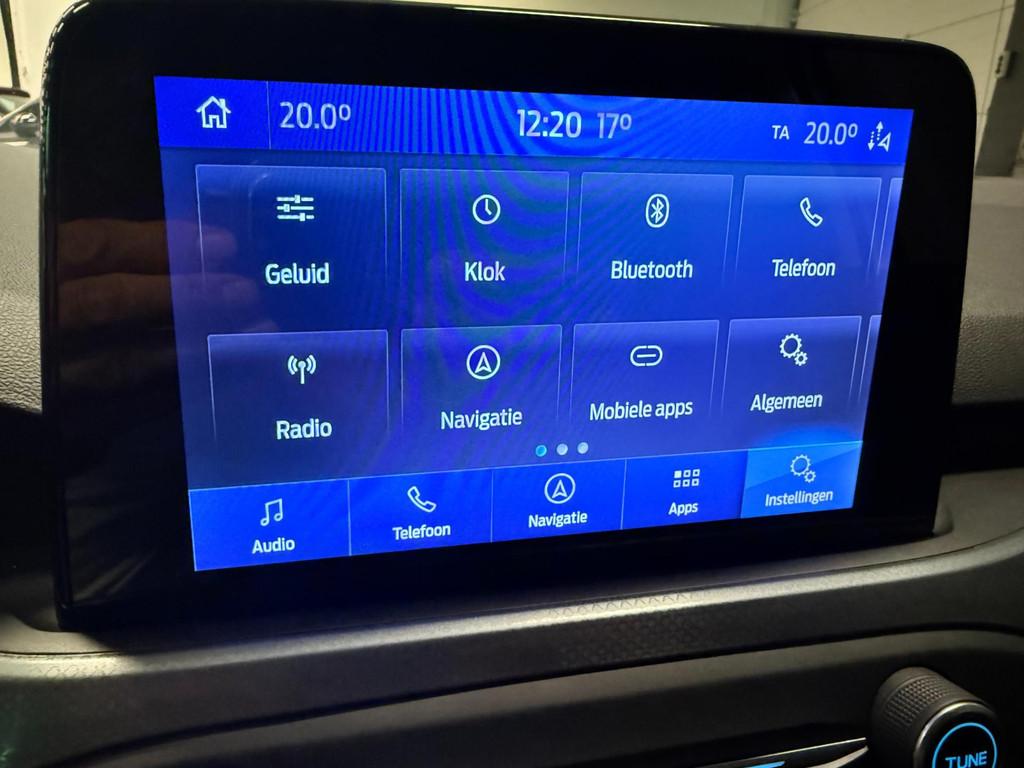 20.0° 12:20 17° TA 20.0°
Geluid Klok Bluetooth Telefoon
Radio Navigatie Mobiele apps Algemeen
Audio Telefoon Navigatie Apps Instellingen
TUNE